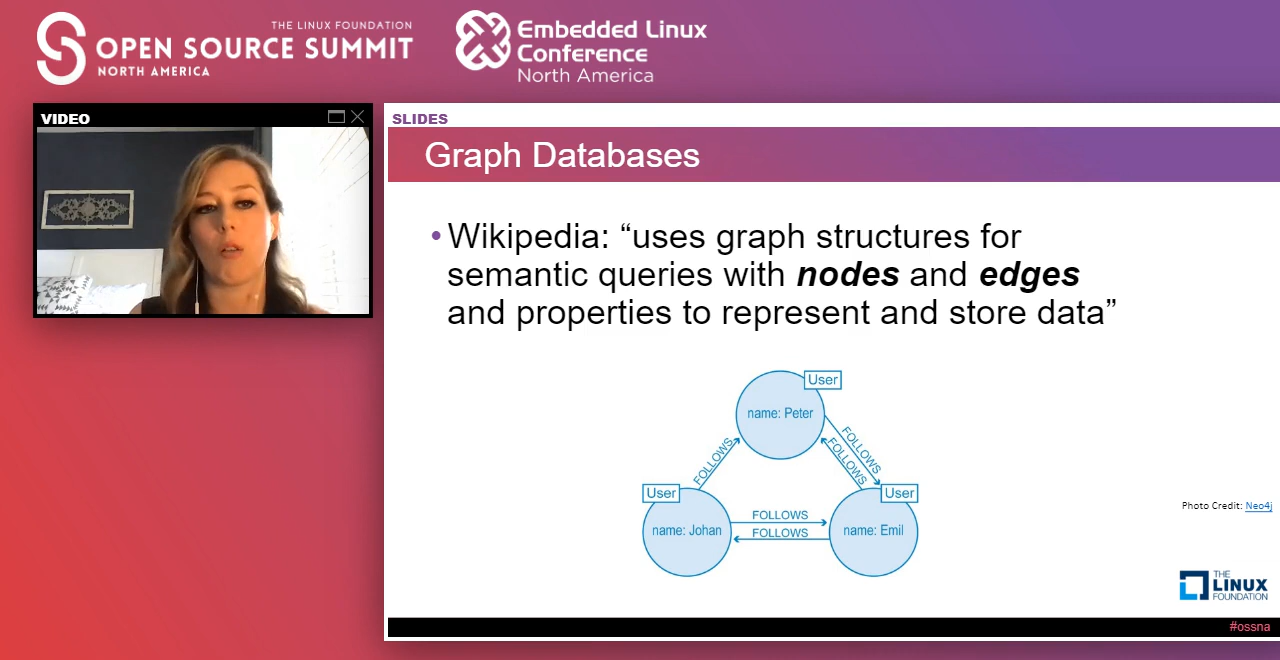 THE LINUX FOUNDATION
OPEN SOURCE SUMMIT
NORTH AMERICA
Embedded Linux
Conference
North America
VIDEO
SLIDES
Graph Databases
•Wikipedia: “uses graph structures for
semantic queries with nodes and edges
and properties to represent and store data”
User
name: Peter
FOLLOWS
FOLLOWS
FOLLOWS
User
User
name: Johan
FOLLOWS
FOLLOWS
name: Emil
Photo Credit: Neo4j
THE
LINUX
FOUNDATION
#ossna